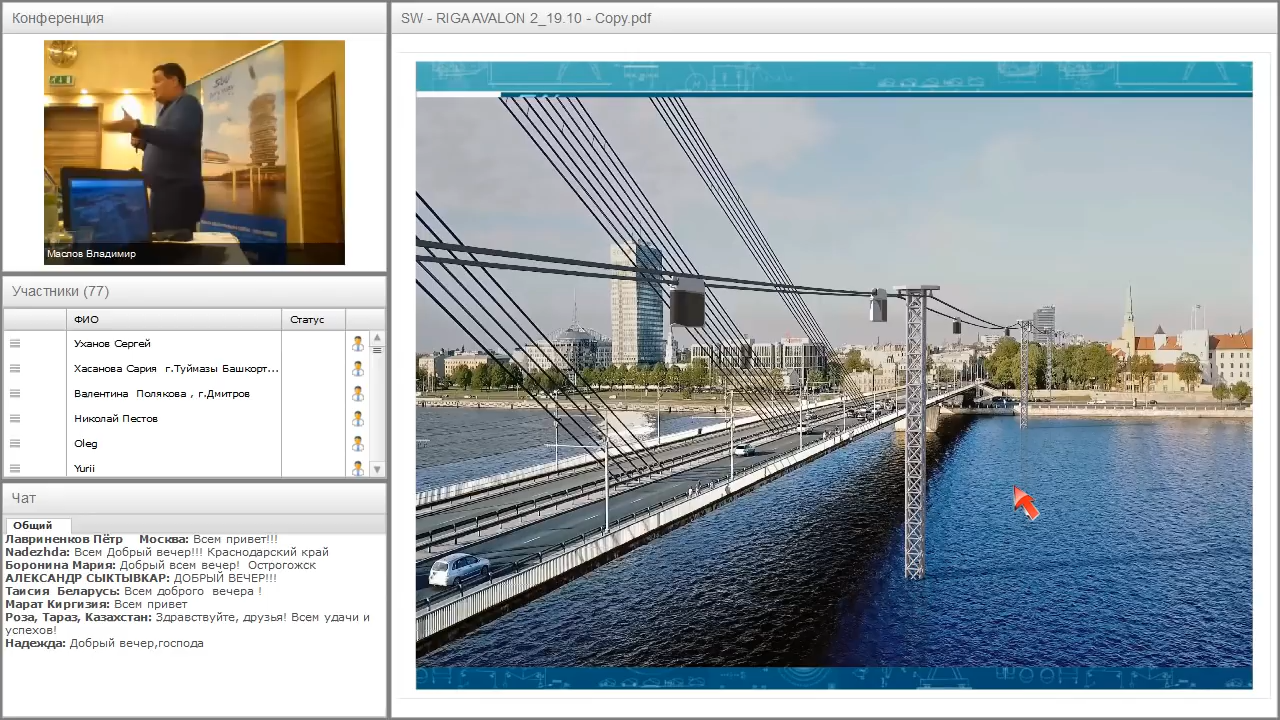 Конференция
Маслов Владимир
Участники (77)
ФИО
Статус
Уханов Сергей
Хасанова Сария г.Туймазы Башкорт...
Валентина Полякова , г.Дмитров
Николай Пестов
Oleg
Yurii
Чат
Общий
Лавриненков Пётр Москва: Всем привет!!!
Nadezhda: Всем Добрый вечер!!! Краснодарский край
Боронина Мария: Добрый всем вечер! Острогожск
АЛЕКСАНДР СЫКТЫВКАР: ДОБРЫЙ ВЕЧЕР!!!
Таисия Беларусь: Всем доброго вечера !
Марат Киргизия: Всем привет
Роза, Тараз, Казахстан: Здравствуйте, друзья! Всем удачи и
успехов!
Надежда: Добрый вечер,господа
SW - RIGAAVALON 2_19.10 - Copy.pdf